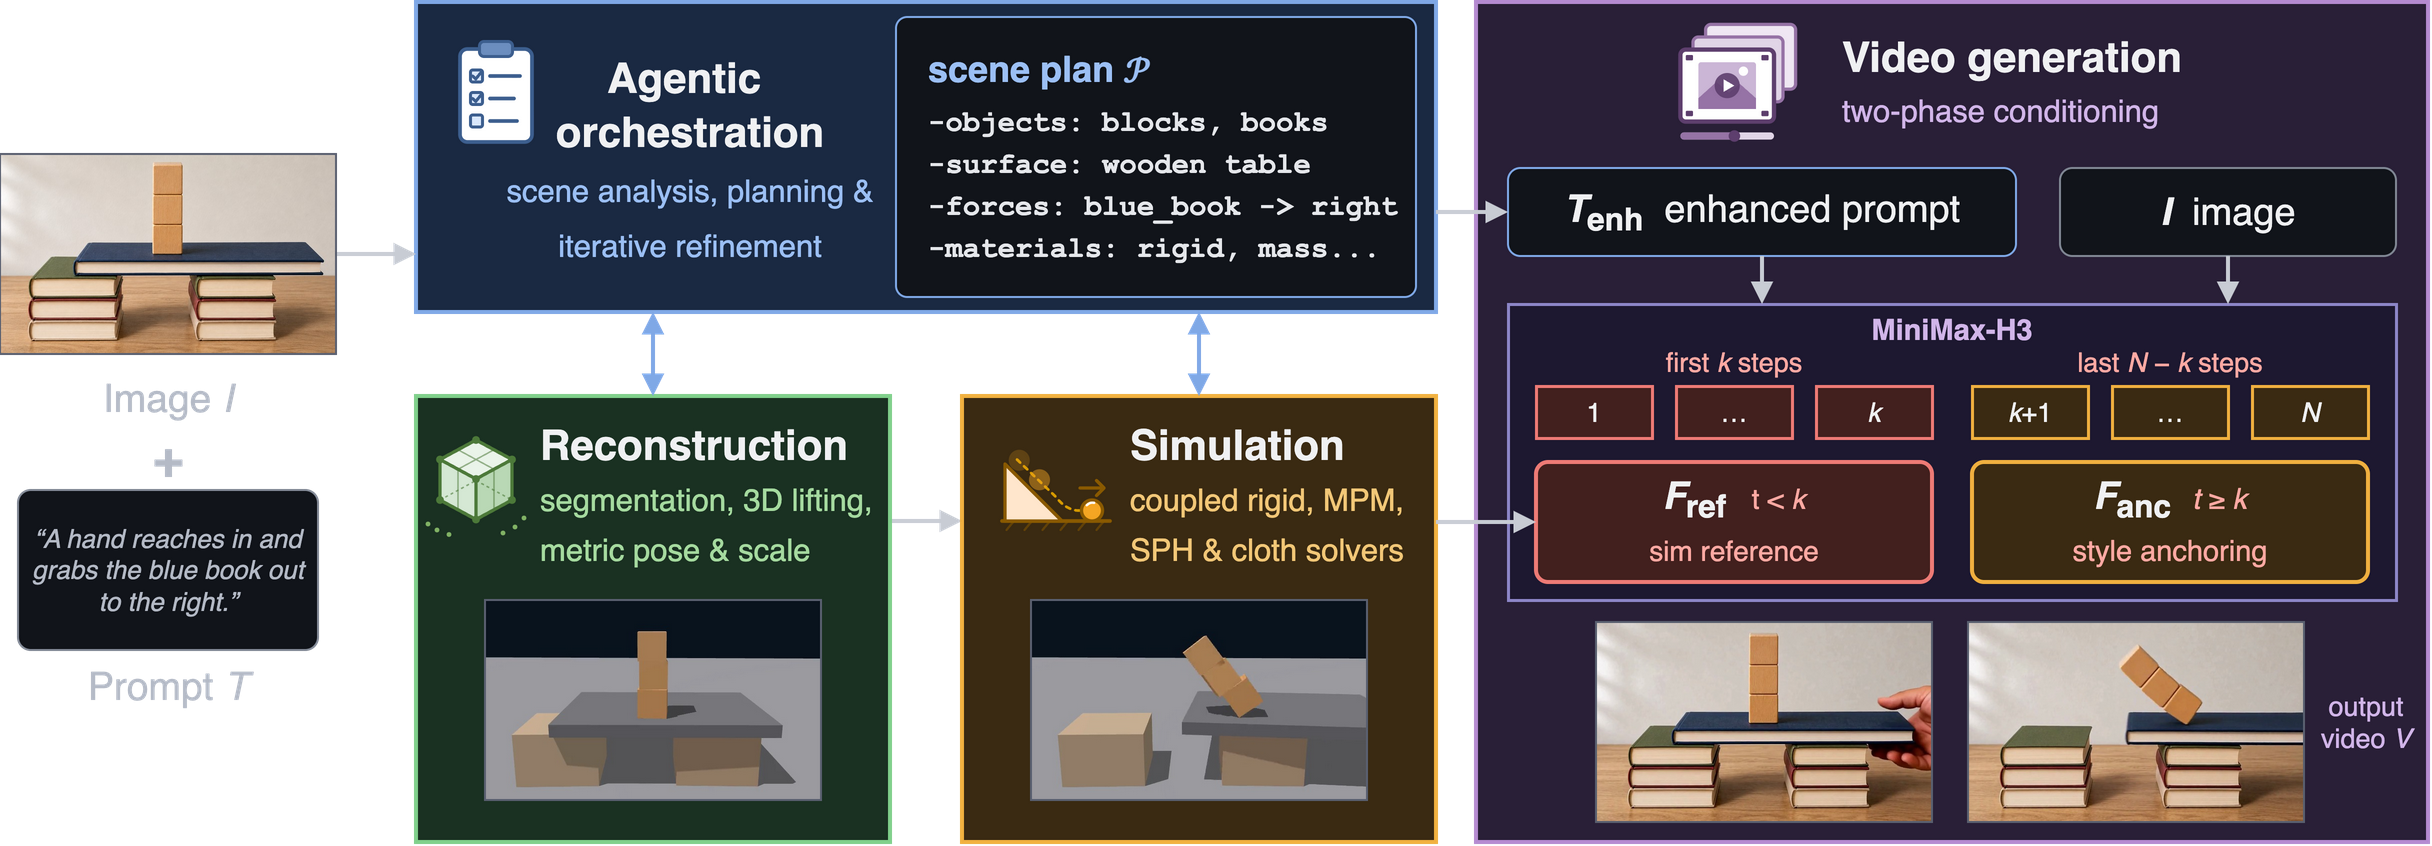 Image I
+
“A hand reaches in and
grabs the blue book out
to the right.”
Prompt T
Agentic
orchestration
scene analysis, planning &
iterative refinement
scene plan 𝒫
-objects: blocks, books
-surface: wooden table
-forces: blue_book -> right
-materials: rigid, mass...
Reconstruction
segmentation, 3D lifting,
metric pose & scale
Simulation
coupled rigid, MPM,
SPH & cloth solvers
Video generation
two-phase conditioning
T_enh enhanced prompt
I image
MiniMax-H3
first k steps
last N – k steps
1
...
k
k+1
...
N
F_ref t < k
sim reference
F_anc t ≥ k
style anchoring
output
video V